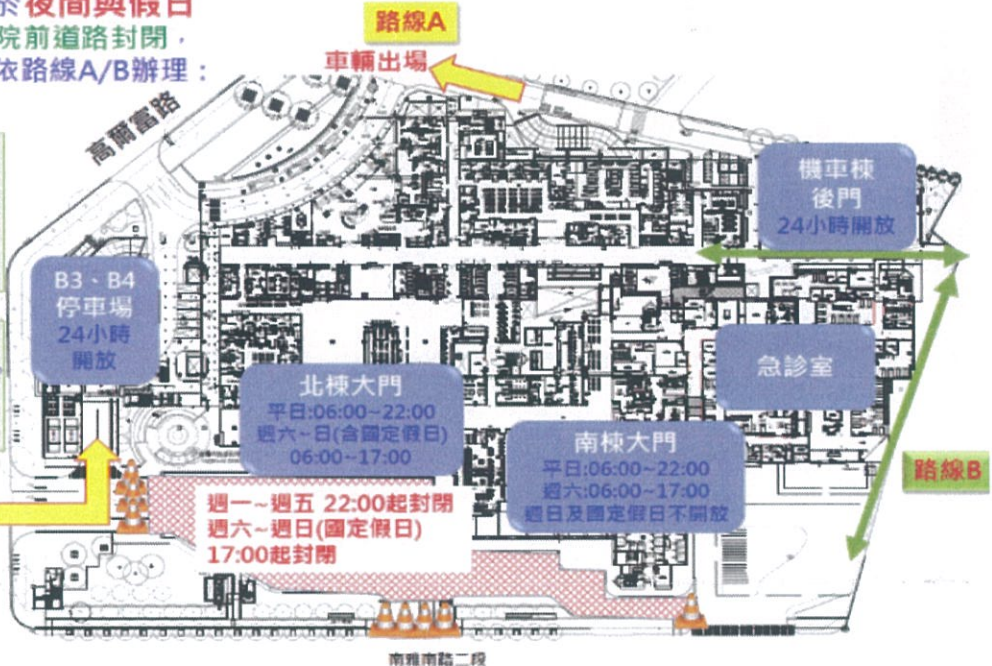 於夜間與假日
院前道路封閉，
依路線A/B辦理：
路線A
車輛出場
高爾富路
機車棟
後門
24小時開放
B3、B4
停車場
24小時
開放
急診室
北棟大門
平日:06:00~22:00
週六~日(含國定假日)
06:00~17:00
南棟大門
平日:06:00~22:00
週六:06:00~17:00
週日及國定假日不開放
路線B
週一~週五 22:00起封閉
週六~週日(國定假日)
17:00起封閉
南雅南路二段